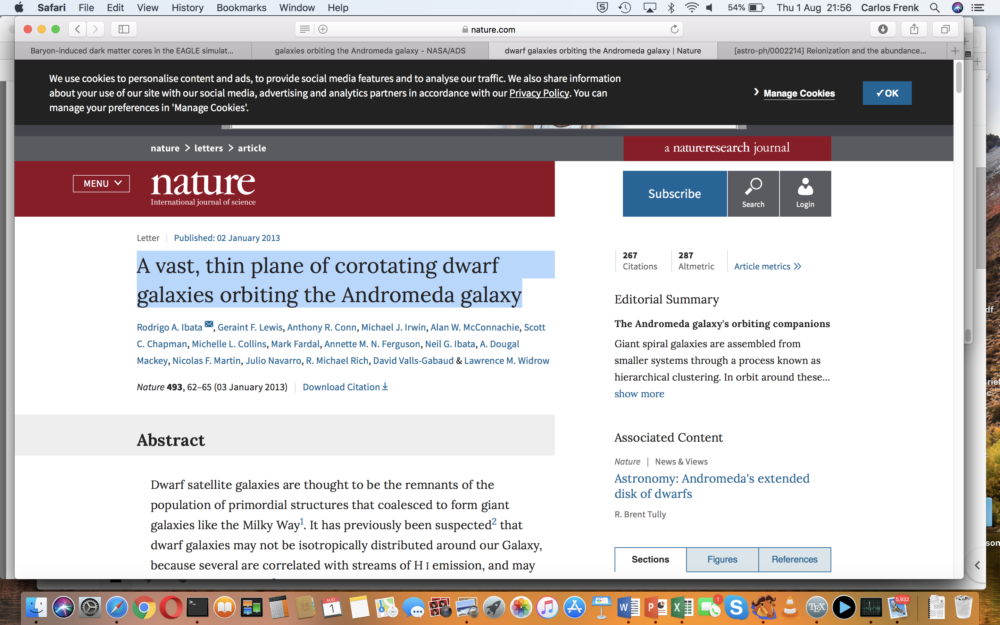 Safari File Edit View History Bookmarks Window Help 54% Thu 1 Aug 21:56 Carlos Frenk
nature.com
Baryon-induced dark matter cores in the EAGLE simulat...
galaxies orbiting the Andromeda galaxy - NASA/ADS
dwarf galaxies orbiting the Andromeda galaxy | Nature
[astro-ph/0002214] Reionization and the abundance...
We use cookies to personalise content and ads, to provide social media features and to analyse our traffic. We also share information
about your use of our site with our social media, advertising and analytics partners in accordance with our Privacy Policy. You can
manage your preferences in 'Manage Cookies'.
Manage Cookies
✓OK
nature > letters > article
a natureresearch journal
MENU
nature
International journal of science
Subscribe
Search
Login
Letter | Published: 02 January 2013
A vast, thin plane of corotating dwarf
galaxies orbiting the Andromeda galaxy
Rodrigo A. Ibata, Geraint F. Lewis, Anthony R. Conn, Michael J. Irwin, Alan W. McConnachie, Scott
C. Chapman, Michelle L. Collins, Mark Fardal, Annette M. N. Ferguson, Neil G. Ibata, A. Dougal
Mackey, Nicolas F. Martin, Julio Navarro, R. Michael Rich, David Valls-Gabaud & Lawrence M. Widrow
Nature 493, 62–65 (03 January 2013) | Download Citation
Abstract
Dwarf satellite galaxies are thought to be the remnants of the
population of primordial structures that coalesced to form giant
galaxies like the Milky Way1. It has previously been suspected2 that
dwarf galaxies may not be isotropically distributed around our Galaxy,
because several are correlated with streams of H I emission, and may
267 287
Citations Altmetric Article metrics
Editorial Summary
The Andromeda galaxy's orbiting companions
Giant spiral galaxies are assembled from
smaller systems through a process known as
hierarchical clustering. In orbit around these...
show more
Associated Content
Nature | News & Views
Astronomy: Andromeda's extended
disk of dwarfs
R. Brent Tully
Sections Figures References
df
son
AUG
1
3D
W
P
X
1
S
TEX
5,932